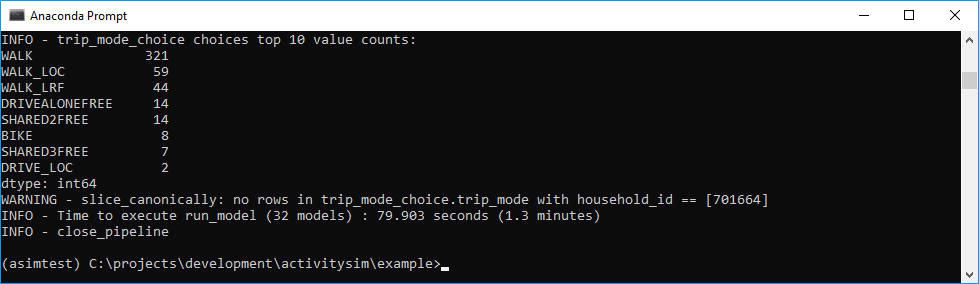 Anaconda Prompt
INFO - trip_mode_choice choices top 10 value counts:
WALK 321
WALK_LOC 59
WALK_LRF 44
DRIVEALONEFREE 14
SHARED2FREE 14
BIKE 8
SHARED3FREE 7
DRIVE_LOC 2
dtype: int64
WARNING - slice_canonically: no rows in trip_mode_choice.trip_mode with household_id == [701664]
INFO - Time to execute run_model (32 models) : 79.903 seconds (1.3 minutes)
INFO - close_pipeline
(asimtest) C:\projects\development\activitysim\example>